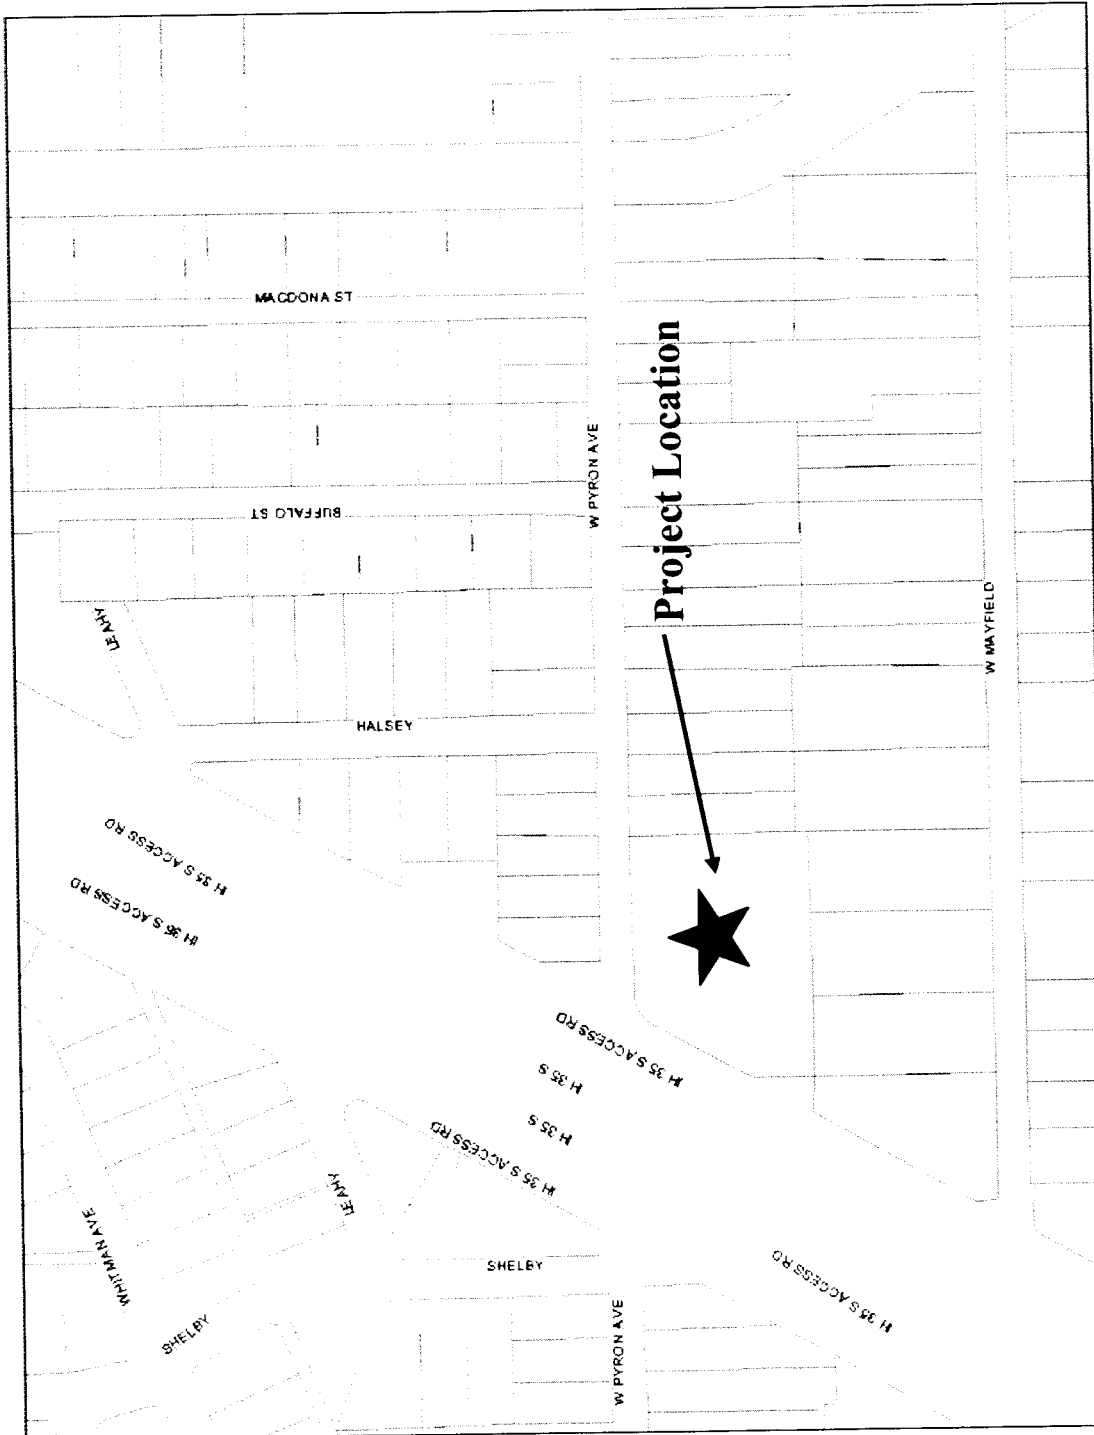 MACDONA ST
BUFFALO ST
LEAHY
HALSEY
W PYRON AVE
Project Location
W MAYFIELD
IH 35 S ACCESS RD
IH 35 S ACCESS RD
IH 35 S ACCESS RD
IH 35 S
IH 35 S
IH 35 S ACCESS RD
LEAHY
WHITMAN AVE
SHELBY
SHELBY
W PYRON AVE
IH 35 S ACCESS RD